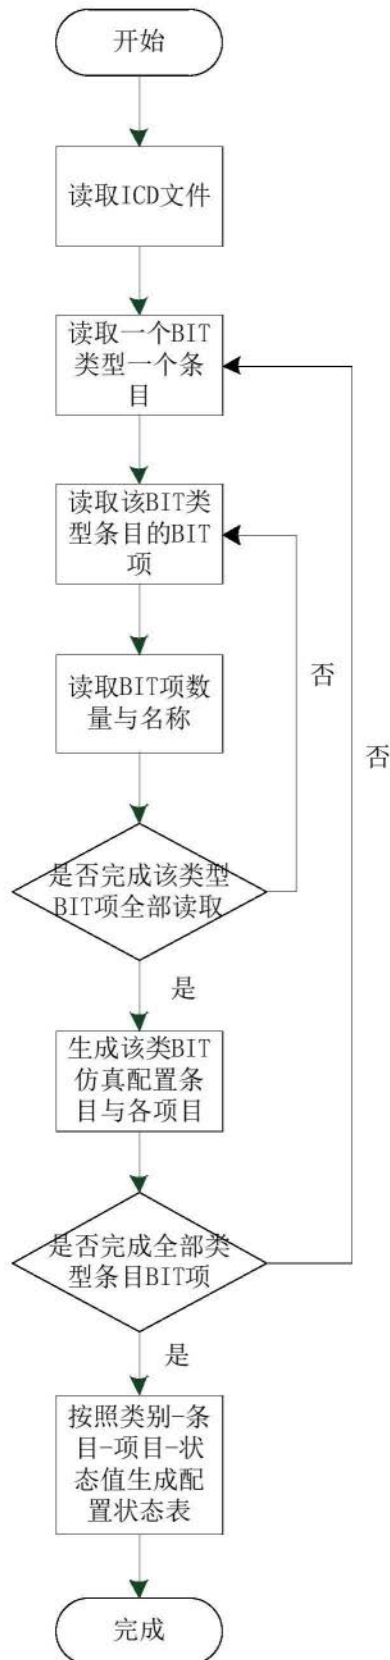 开始
读取ICD文件
读取一个BIT
类型一个条
目
读取该BIT类
型条目的BIT
项
读取BIT项数
量与名称
否
否
是否完成该类型
BIT项全部读取
是
生成该类BIT
仿真配置条
目与各项目
是否完成全部类
型条目BIT项
是
按照类别-条
目-项目-状
态值生成配
置状态表
完成